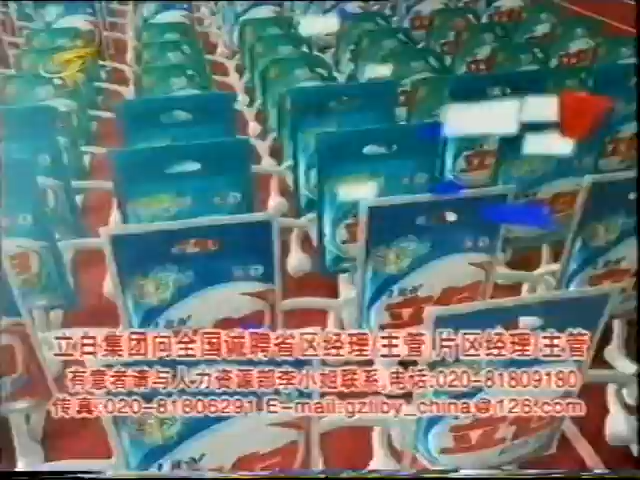 立白集团向全国诚聘省区经理/主管 片区经理/主管
有意者请与人力资源部李小姐联系,电话:020-81809180
传真:020-81806291 E-mail:gzliby_china@126.com